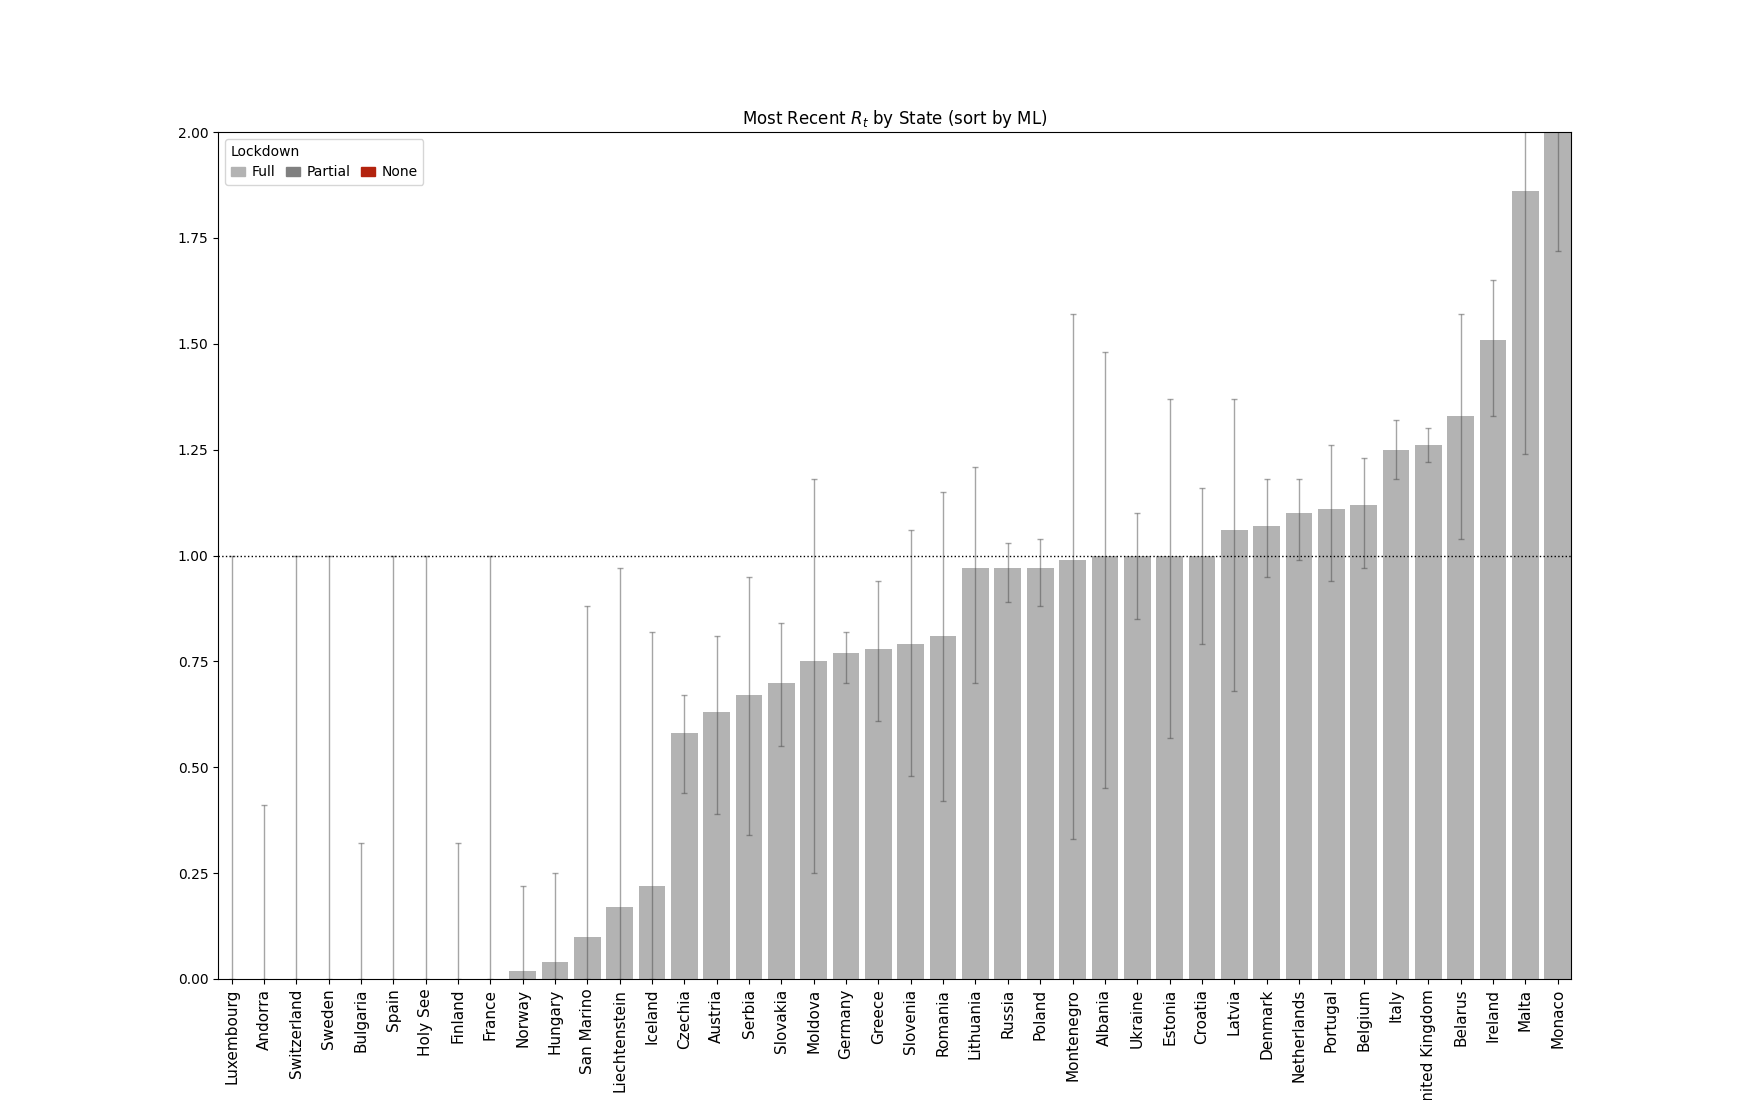 Most Recent Rt by State (sort by ML)
Lockdown
Full Partial None
2.00
1.75
1.50
1.25
1.00
0.75
0.50
0.25
0.00
Luxembourg
Andorra
Switzerland
Sweden
Bulgaria
Spain
Holy See
Finland
France
Norway
Hungary
San Marino
Liechtenstein
Iceland
Czechia
Austria
Serbia
Slovakia
Moldova
Germany
Greece
Slovenia
Romania
Lithuania
Russia
Poland
Montenegro
Albania
Ukraine
Estonia
Croatia
Latvia
Denmark
Netherlands
Portugal
Belgium
Italy
nited Kingdom
Belarus
Ireland
Malta
Monaco